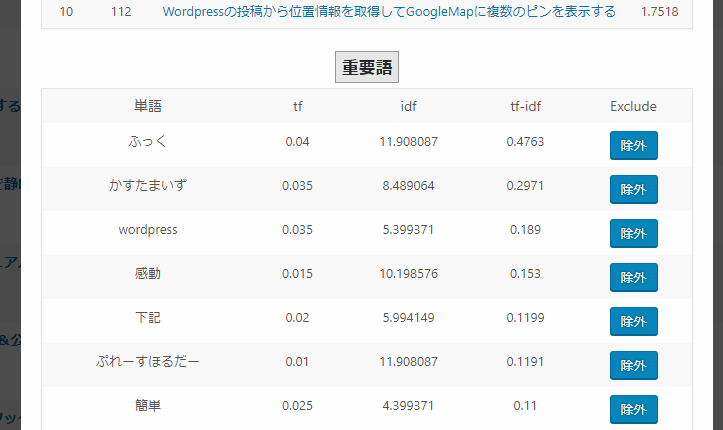 10 112 Wordpressの投稿から位置情報を取得してGoogleMapに複数のピンを表示する 1.7518
重要語
単語 tf idf tf-idf Exclude
ふっく 0.04 11.908087 0.4763 除外
かすたまいず 0.035 8.489064 0.2971 除外
wordpress 0.035 5.399371 0.189 除外
感動 0.015 10.198576 0.153 除外
下記 0.02 5.994149 0.1199 除外
ぷれーすほるだー 0.01 11.908087 0.1191 除外
簡単 0.025 4.399371 0.11 除外